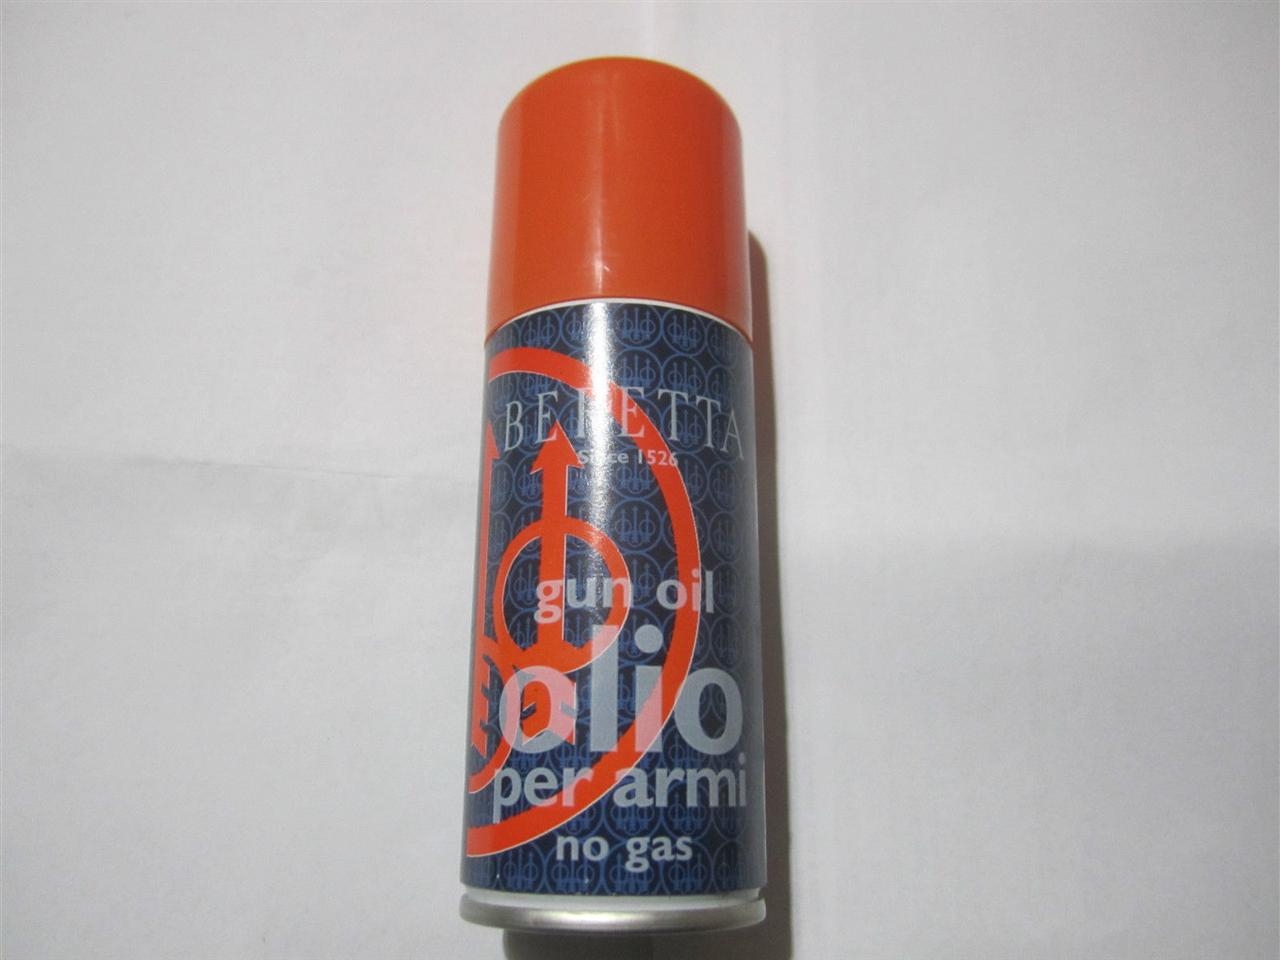 BERETTA
Since 1526
gun oil
olio
per armi
no gas